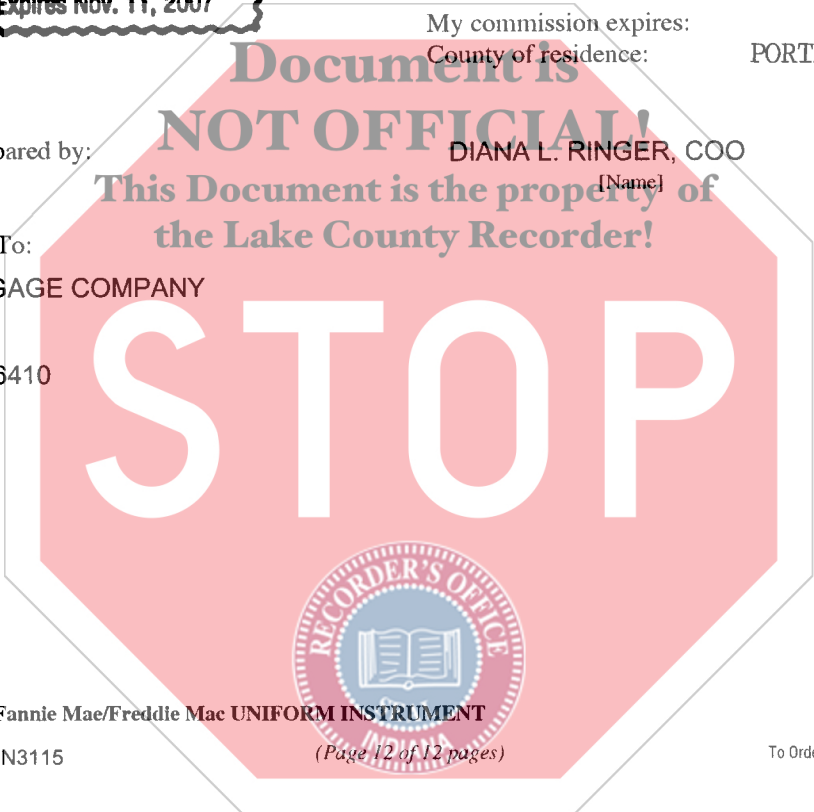 Expires Nov. 11, 2007
My commission expires:
County of residence:
Document is
NOT OFFICIAL!
pared by:
DIANA L. RINGER, COO
[Name]
This Document is the property of
the Lake County Recorder!
To:
GAGE COMPANY
6410
STOP
RECORDER'S OFFICE
INDIANA
Fannie Mae/Freddie Mac UNIFORM INSTRUMENT
N3115
(Page 12 of 12 pages)
To Orde